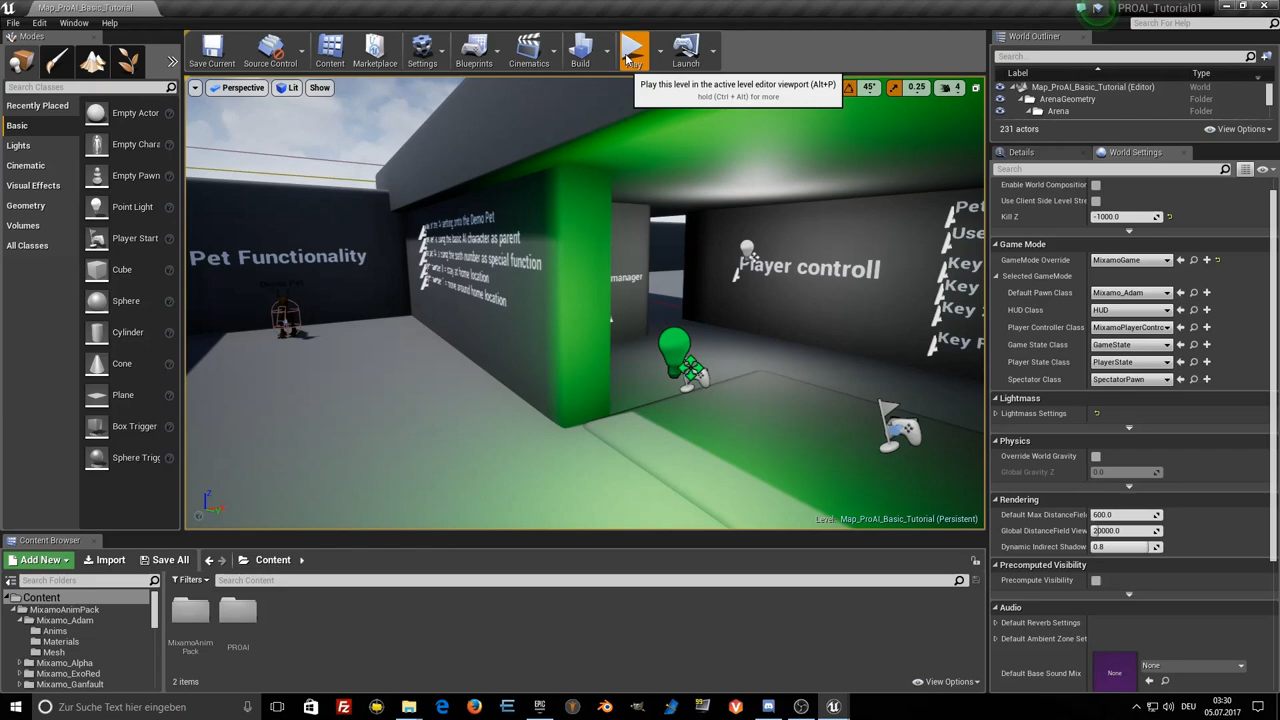 Map_ProAI_Basic_Tutorial
PROAI_Tutorial01
File Edit Window Help
Search For Help
Modes
Save Current
Source Control
Content
Marketplace
Settings
Blueprints
Cinematics
Build
Play
Launch
Play this level in the active level editor viewport (Alt+P)
hold (Ctrl + Alt) for more
Search Classes
Recently Placed
Basic
Lights
Cinematic
Visual Effects
Geometry
Volumes
All Classes
Empty Actor
Empty Chara
Empty Pawn
Point Light
Player Start
Cube
Sphere
Cylinder
Cone
Plane
Box Trigger
Sphere Trigg
Perspective
Lit
Show
45°
0.25
4
Pet Functionality
Demo Pet
manager
Player controll
Level: Map_ProAI_Basic_Tutorial (Persistent)
World Outliner
Search...
Label
Type
Map_ProAI_Basic_Tutorial (Editor) World
ArenaGeometry Folder
Arena Folder
231 actors
View Options
Details
World Settings
Search
Enable World Composition
Use Client Side Level Stre
Kill Z -1000.0
Game Mode
GameMode Override MixamoGame
Selected GameMode
Default Pawn Class Mixamo_Adam
HUD Class HUD
Player Controller Class MixamoPlayerContro
Game State Class GameState
Player State Class PlayerState
Spectator Class SpectatorPawn
Lightmass
Lightmass Settings
Physics
Override World Gravity
Global Gravity Z 0.0
Rendering
Default Max DistanceField 600.0
Global DistanceField View 20000.0
Dynamic Indirect Shadow 0.8
Precomputed Visibility
Precompute Visibility
Audio
Default Reverb Settings
Default Ambient Zone Set
Default Base Sound Mix
None
None
Content Browser
Add New
Import
Save All
Content
Search Folders
Filters
Search Content
Content
MixamoAnimPack
Mixamo_Adam
Anims
Materials
Mesh
Mixamo_Alpha
Mixamo_ExoRed
Mixamo_Ganfault
MixamoAnim
Pack
PROAI
2 items
View Options
Zur Suche Text hier eingeben
DEU
03:30
05.07.2017